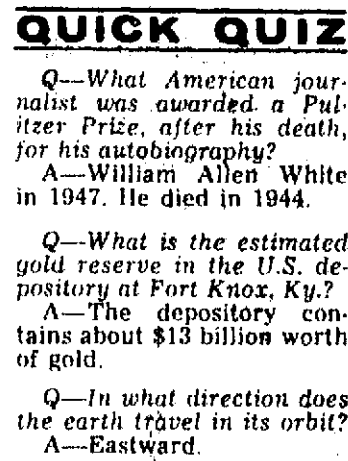 QUICK QUIZ
Q—What American jour-
nalist was awarded a Pul-
itzer Prize, after his death,
for his autobiography?
A—William Allen White
in 1947. He died in 1944.
Q—What is the estimated
gold reserve in the U.S. de-
pository at Fort Knox, Ky.?
A—The depository con-
tains about $13 billion worth
of gold.
Q—In what direction does
the earth travel in its orbit?
A—Eastward.